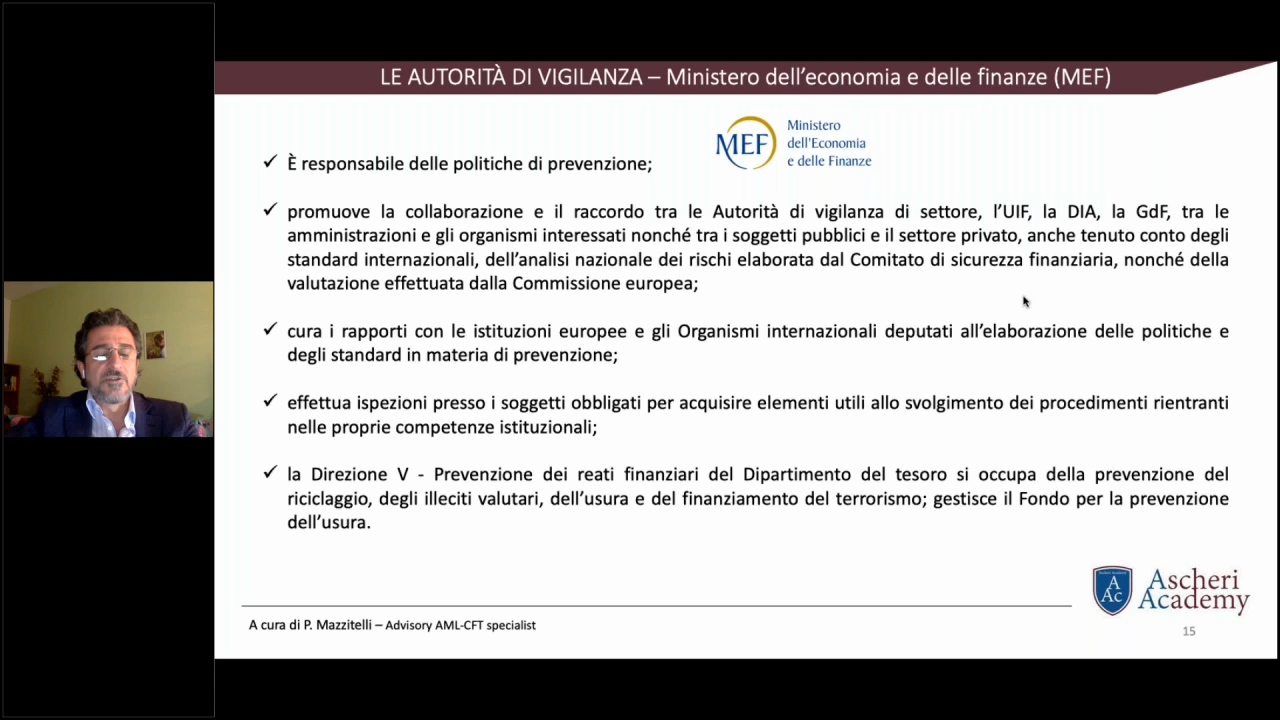 LE AUTORITÀ DI VIGILANZA – Ministero dell’economia e delle finanze (MEF)
MEF
Ministero
dell'Economia
e delle Finanze
✓ È responsabile delle politiche di prevenzione;
✓ promuove la collaborazione e il raccordo tra le Autorità di vigilanza di settore, l’UIF, la DIA, la GdF, tra le
amministrazioni e gli organismi interessati nonché tra i soggetti pubblici e il settore privato, anche tenuto conto degli
standard internazionali, dell’analisi nazionale dei rischi elaborata dal Comitato di sicurezza finanziaria, nonché della
valutazione effettuata dalla Commissione europea;
✓ cura i rapporti con le istituzioni europee e gli Organismi internazionali deputati all’elaborazione delle politiche e
degli standard in materia di prevenzione;
✓ effettua ispezioni presso i soggetti obbligati per acquisire elementi utili allo svolgimento dei procedimenti rientranti
nelle proprie competenze istituzionali;
✓ la Direzione V - Prevenzione dei reati finanziari del Dipartimento del tesoro si occupa della prevenzione del
riciclaggio, degli illeciti valutari, dell’usura e del finanziamento del terrorismo; gestisce il Fondo per la prevenzione
dell’usura.
A
Ac
Ascheri
Academy
A cura di P. Mazzitelli – Advisory AML-CFT specialist
15